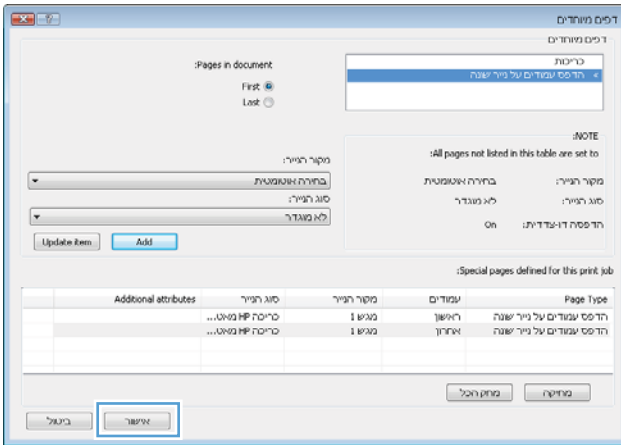 דפים מיוחדים
דפים מיוחדים
כריכות
> הדפס עמודים על נייר שונה
Pages in document:
First
Last
NOTE:
All pages not listed in this table are set to:
מקור הנייר: בחירה אוטומטית
סוג הנייר: לא מוגדר
הדפסה דו-צדדית: On
מקור הנייר:
בחירה אוטומטית
סוג הנייר:
לא מוגדר
Add Update item
Special pages defined for this print job:
Page Type עמודים מקור הנייר סוג הנייר Additional attributes
הדפס עמודים על נייר שונה ראשון מגש 1 כריכה HP מאט...
הדפס עמודים על נייר שונה אחרון מגש 1 כריכה HP מאט...
מחיקה מחק הכל
אישור ביטול